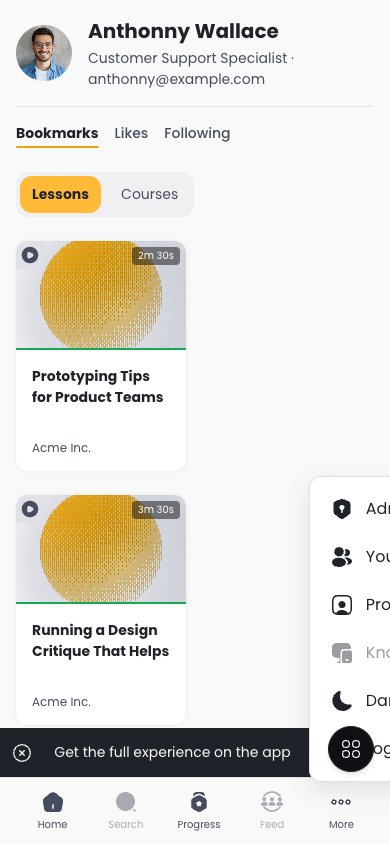 Anthonny Wallace
Customer Support Specialist ·
anthonny@example.com
Bookmarks Likes Following
Lessons Courses
2m 30s
Prototyping Tips
for Product Teams
Acme Inc.
3m 30s
Running a Design
Critique That Helps
Acme Inc.
Get the full experience on the app
Home Search Progress Feed More